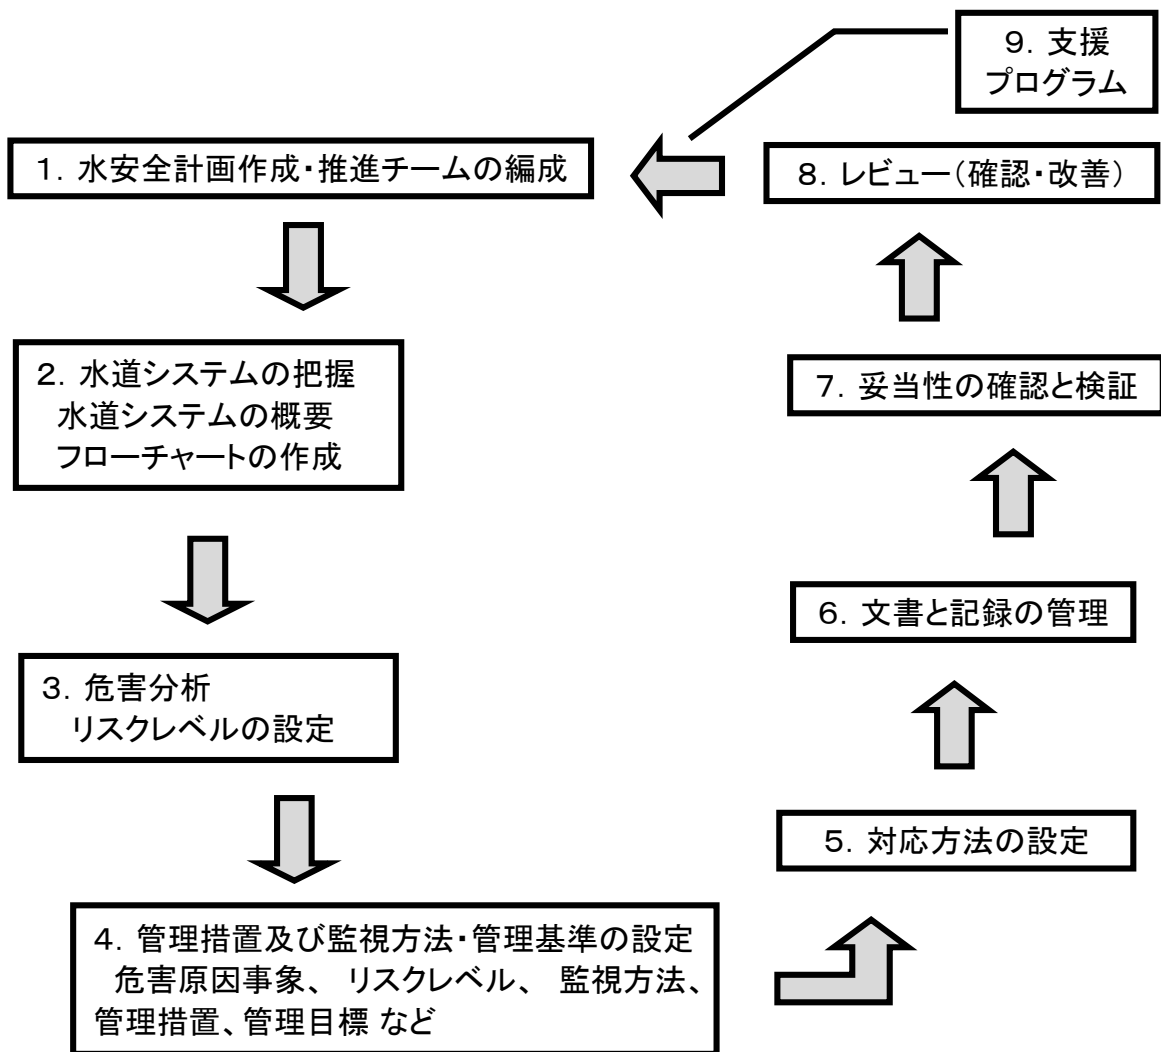 9．支援
プログラム
1．水安全計画作成・推進チームの編成
8．レビュー（確認・改善）
2．水道システムの把握
水道システムの概要
フローチャートの作成
7．妥当性の確認と検証
6．文書と記録の管理
3．危害分析
リスクレベルの設定
5．対応方法の設定
4．管理措置及び監視方法・管理基準の設定
危害原因事象、 リスクレベル、 監視方法、
管理措置、管理目標 など